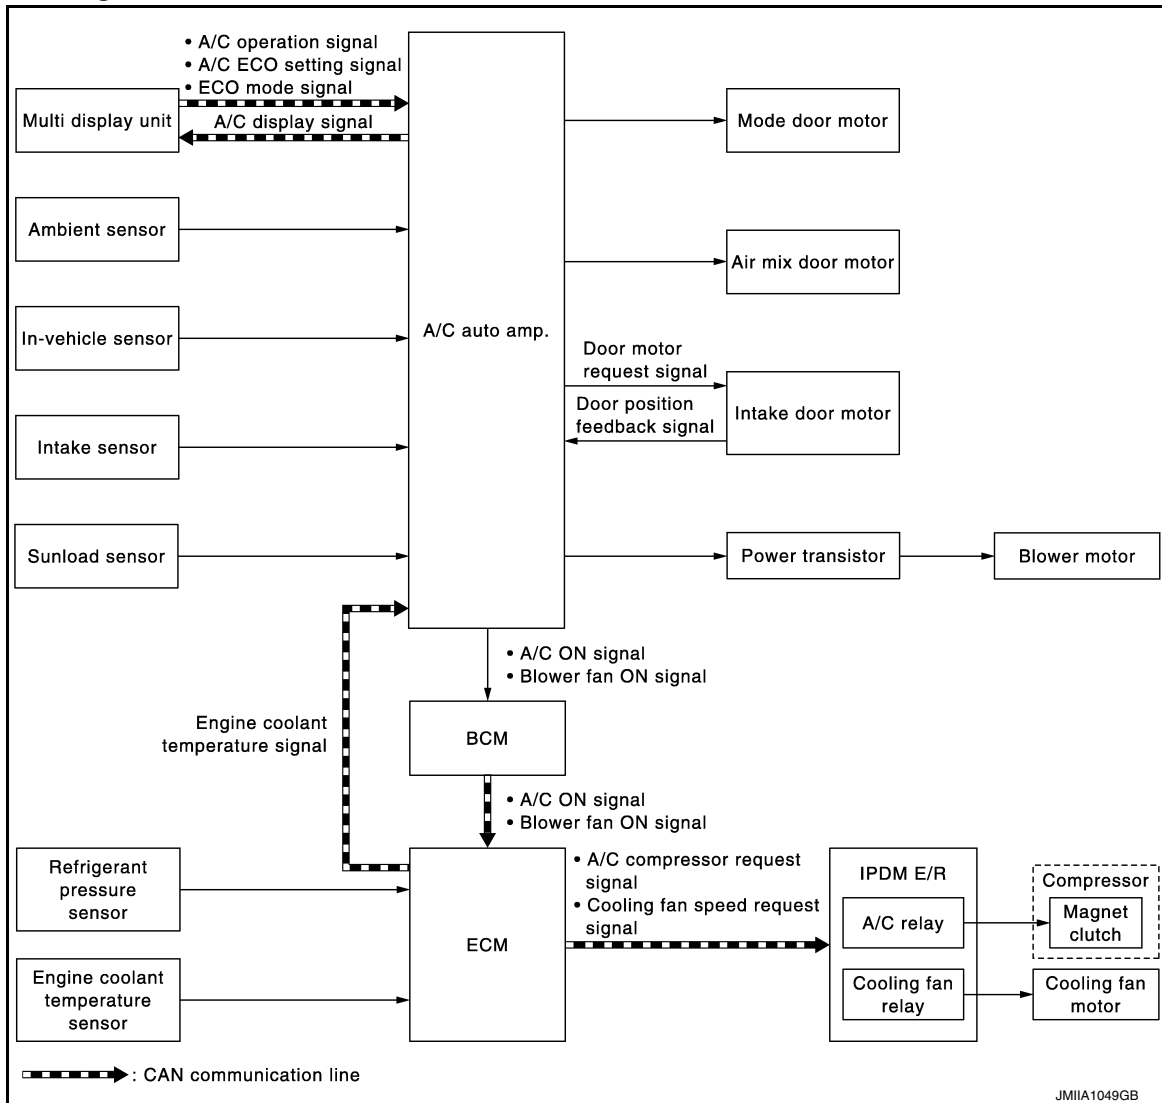 • A/C operation signal
• A/C ECO setting signal
• ECO mode signal
Multi display unit
A/C display signal
Mode door motor
Ambient sensor
Air mix door motor
In-vehicle sensor
A/C auto amp.
Door motor
request signal
Door position
feedback signal
Intake door motor
Intake sensor
Sunload sensor
Power transistor
Blower motor
• A/C ON signal
• Blower fan ON signal
Engine coolant
temperature signal
BCM
• A/C ON signal
• Blower fan ON signal
Refrigerant
pressure
sensor
ECM
• A/C compressor request
signal
• Cooling fan speed request
signal
IPDM E/R
A/C relay
Compressor
Magnet
clutch
Engine coolant
temperature
sensor
Cooling fan
relay
Cooling fan
motor
: CAN communication line
JMIIA1049GB